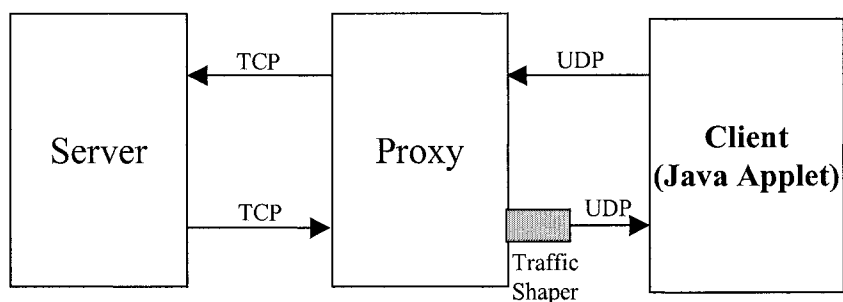 TCP
UDP
Server
Proxy
Client
(Java Applet)
TCP
UDP
Traffic
Shaper